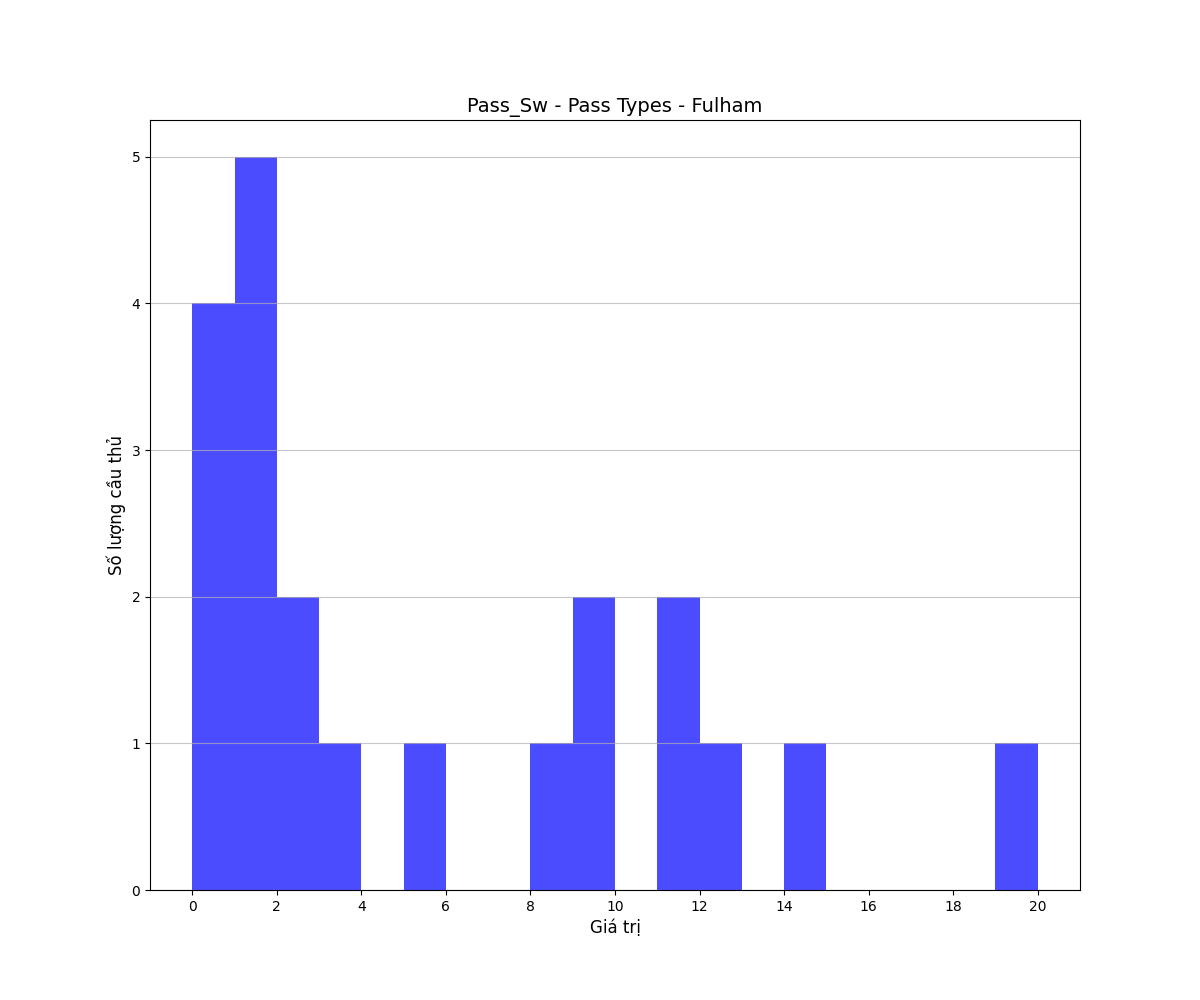 Pass_Sw - Pass Types - Fulham
5
4
3
2
1
0
Số lượng cầu thủ
0 2 4 6 8 10 12 14 16 18 20
Giá trị